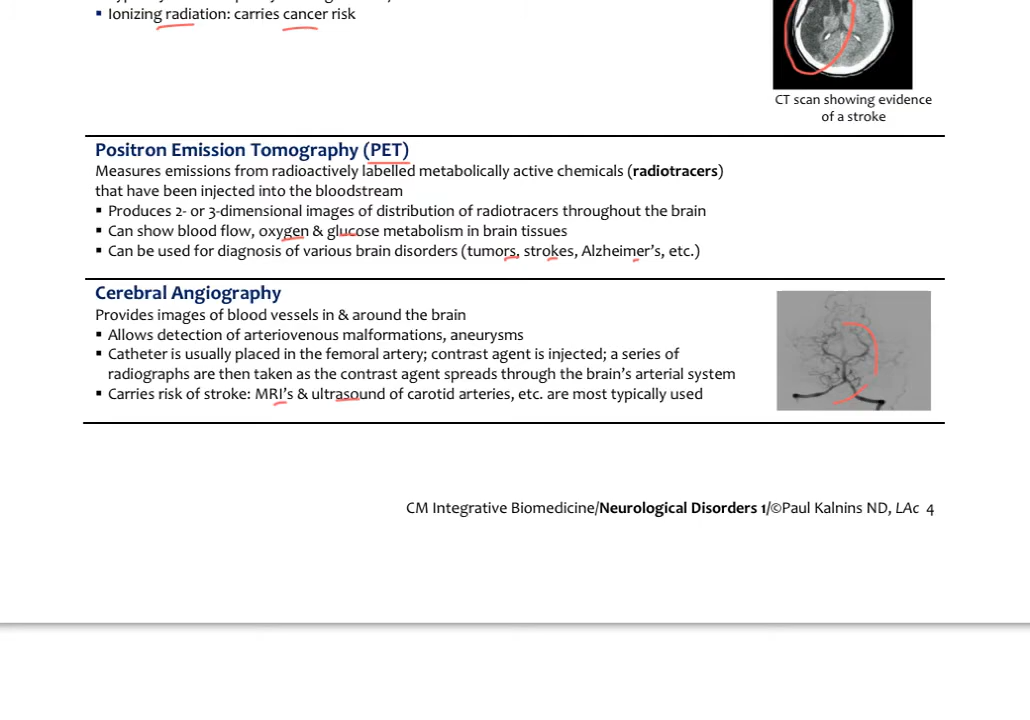 ▪ Ionizing radiation: carries cancer risk
CT scan showing evidence
of a stroke
Positron Emission Tomography (PET)
Measures emissions from radioactively labelled metabolically active chemicals (radiotracers)
that have been injected into the bloodstream
▪ Produces 2- or 3-dimensional images of distribution of radiotracers throughout the brain
▪ Can show blood flow, oxygen & glucose metabolism in brain tissues
▪ Can be used for diagnosis of various brain disorders (tumors, strokes, Alzheimer's, etc.)
Cerebral Angiography
Provides images of blood vessels in & around the brain
▪ Allows detection of arteriovenous malformations, aneurysms
▪ Catheter is usually placed in the femoral artery; contrast agent is injected; a series of
radiographs are then taken as the contrast agent spreads through the brain's arterial system
▪ Carries risk of stroke: MRI's & ultrasound of carotid arteries, etc. are most typically used
CM Integrative Biomedicine/Neurological Disorders 1/©Paul Kalnins ND, LAc 4